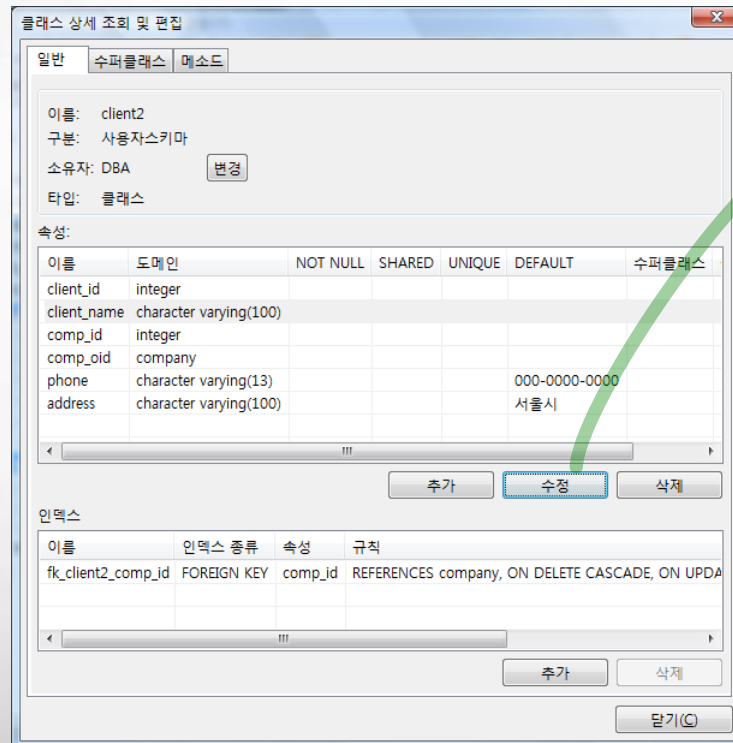 클래스 상세 조회 및 편집
일반 수퍼클래스 메소드
이름: client2
구분: 사용자스키마
소유자: DBA 변경
타입: 클래스
속성:
이름 도메인 NOT NULL SHARED UNIQUE DEFAULT 수퍼클래스
client_id integer
client_name character varying(100)
comp_id integer
comp_oid company
phone character varying(13) 000-0000-0000
address character varying(100) 서울시
추가 수정 삭제
인덱스
이름 인덱스 종류 속성 규칙
fk_client2_comp_id FOREIGN KEY comp_id REFERENCES company, ON DELETE CASCADE, ON UPDA
추가 삭제
닫기(C)